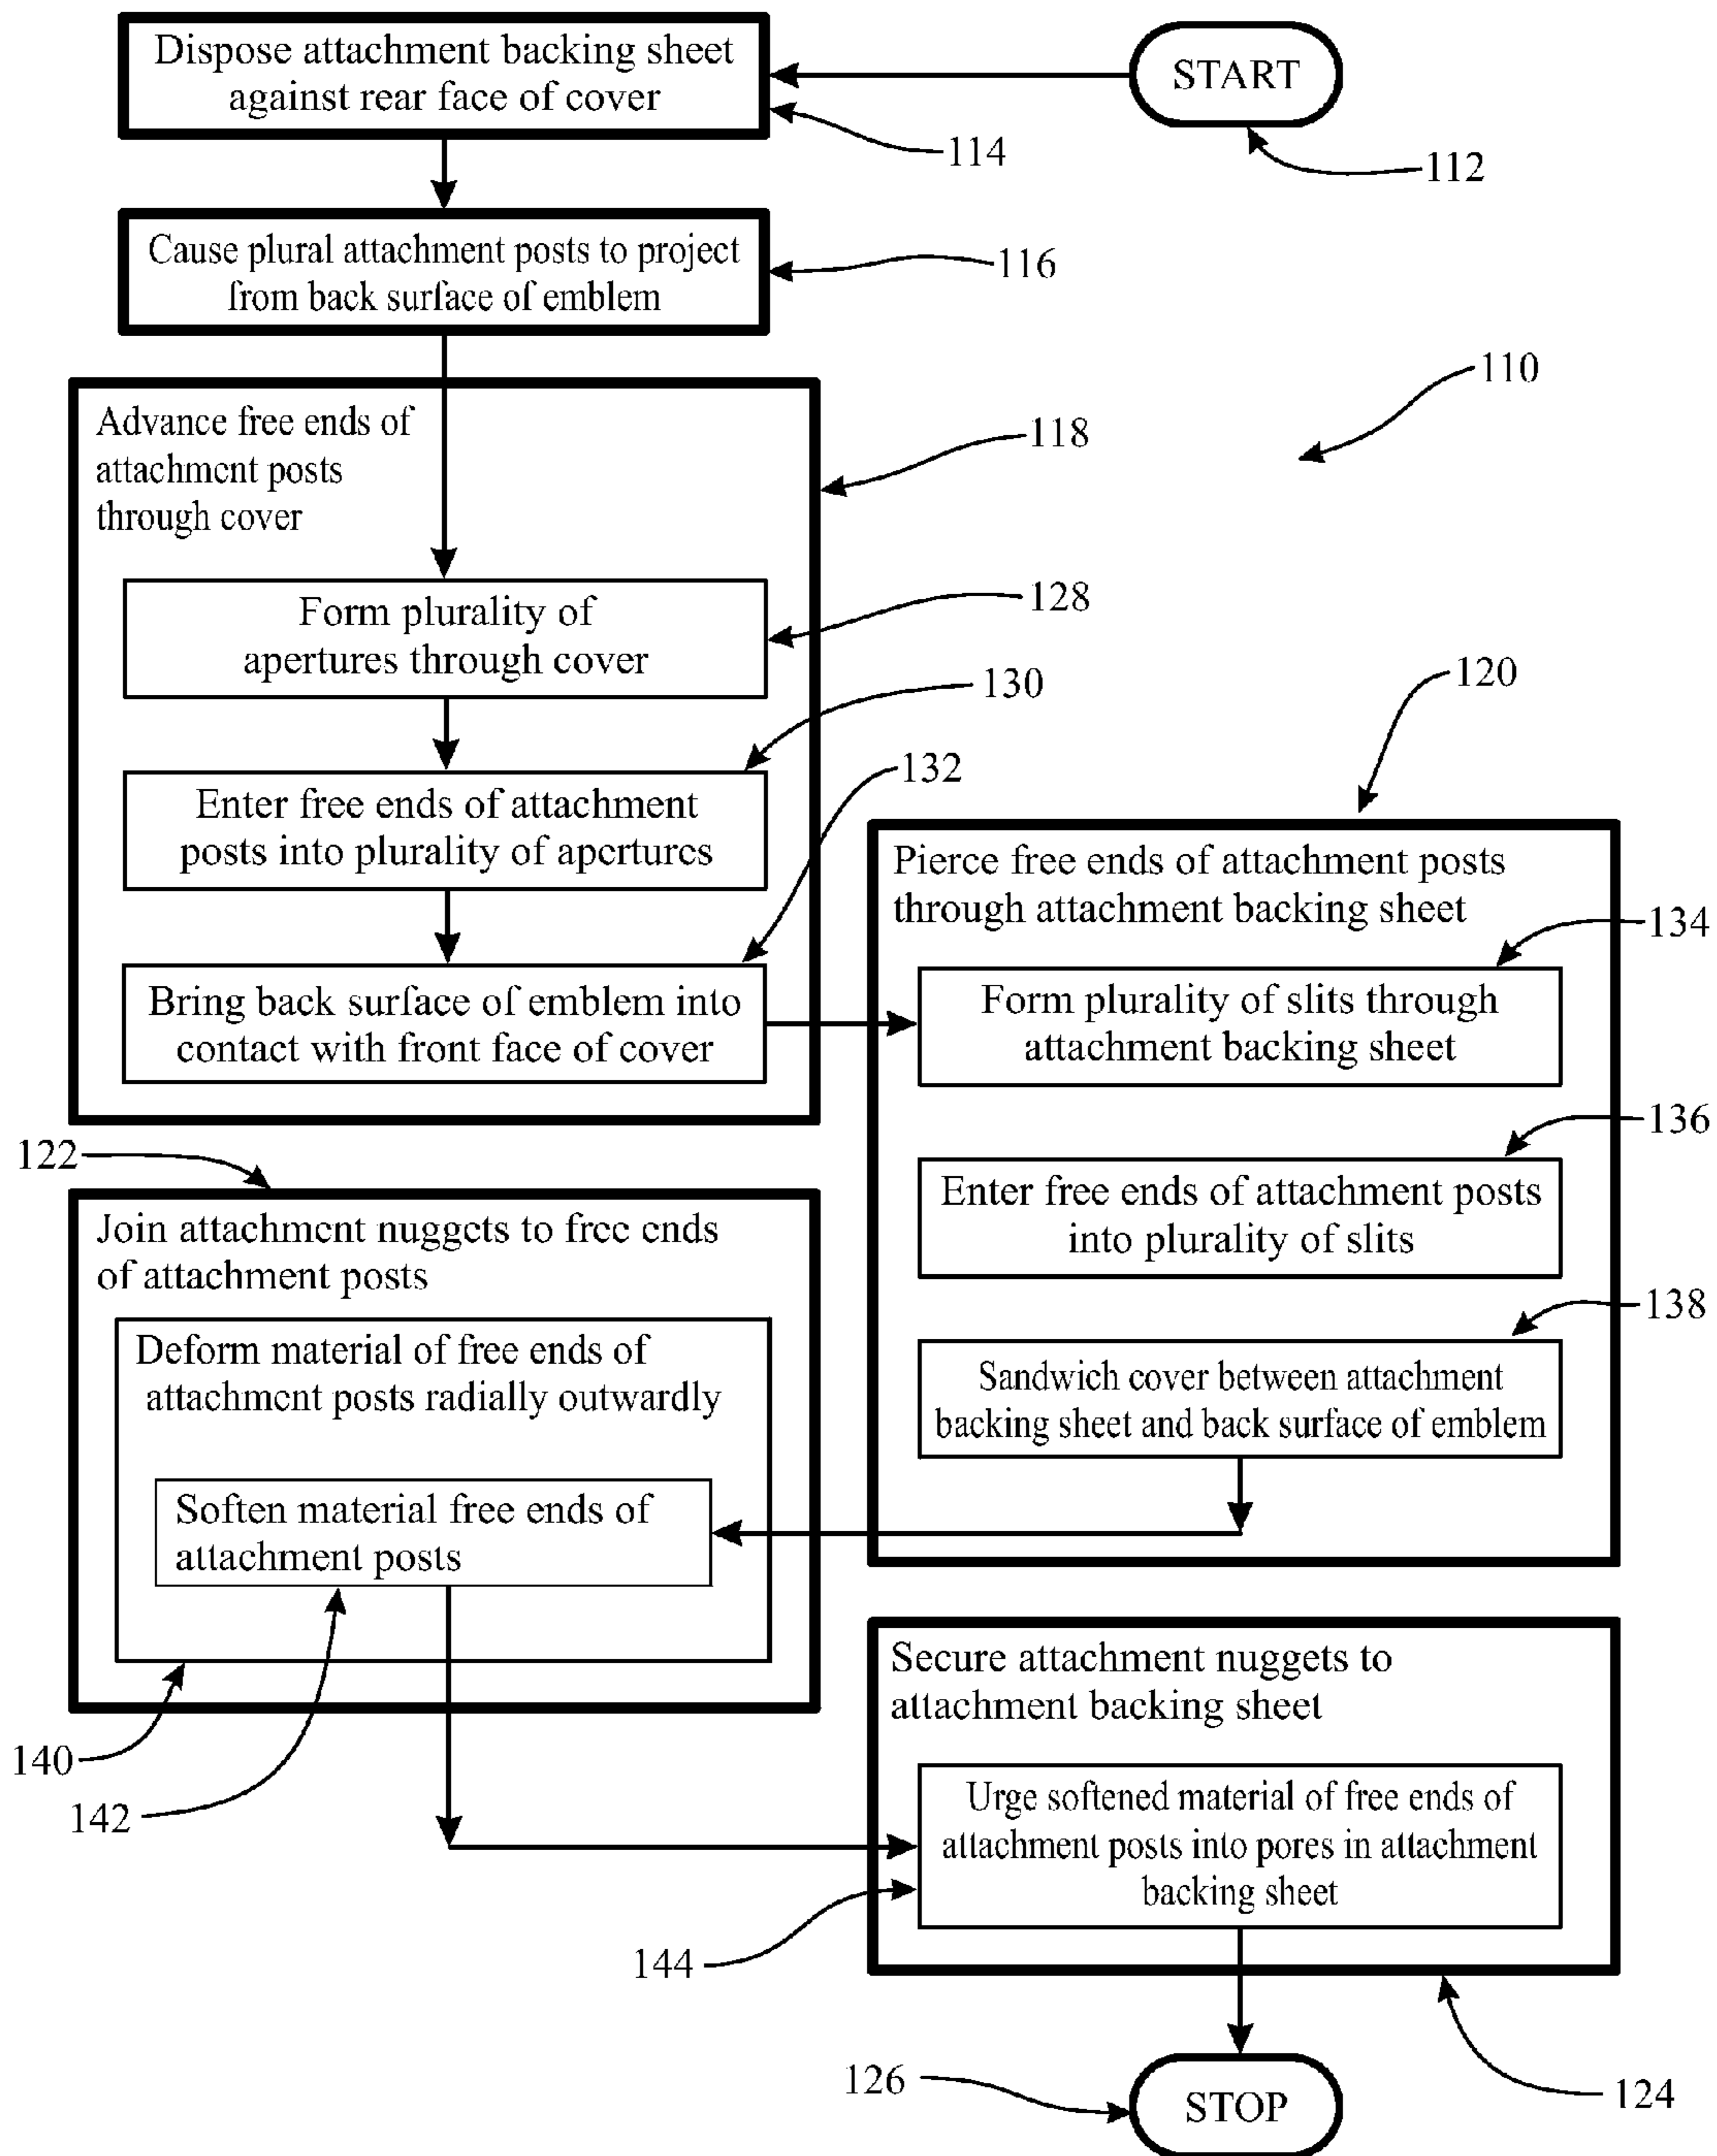 Dispose attachment backing sheet
against rear face of cover
START
114
112
Cause plural attachment posts to project
from back surface of emblem
116
110
Advance free ends of
attachment posts
through cover
118
Form plurality of
apertures through cover
128
130
120
Enter free ends of attachment
posts into plurality of apertures
132
Bring back surface of emblem into
contact with front face of cover
Pierce free ends of attachment posts
through attachment backing sheet
134
Form plurality of slits through
attachment backing sheet
136
Enter free ends of attachment posts
into plurality of slits
138
Sandwich cover between attachment
backing sheet and back surface of emblem
122
Join attachment nuggets to free ends
of attachment posts
Deform material of free ends of
attachment posts radially outwardly
Soften material free ends of
attachment posts
140
142
Secure attachment nuggets to
attachment backing sheet
Urge softened material of free ends of
attachment posts into pores in attachment
backing sheet
144
126
STOP
124